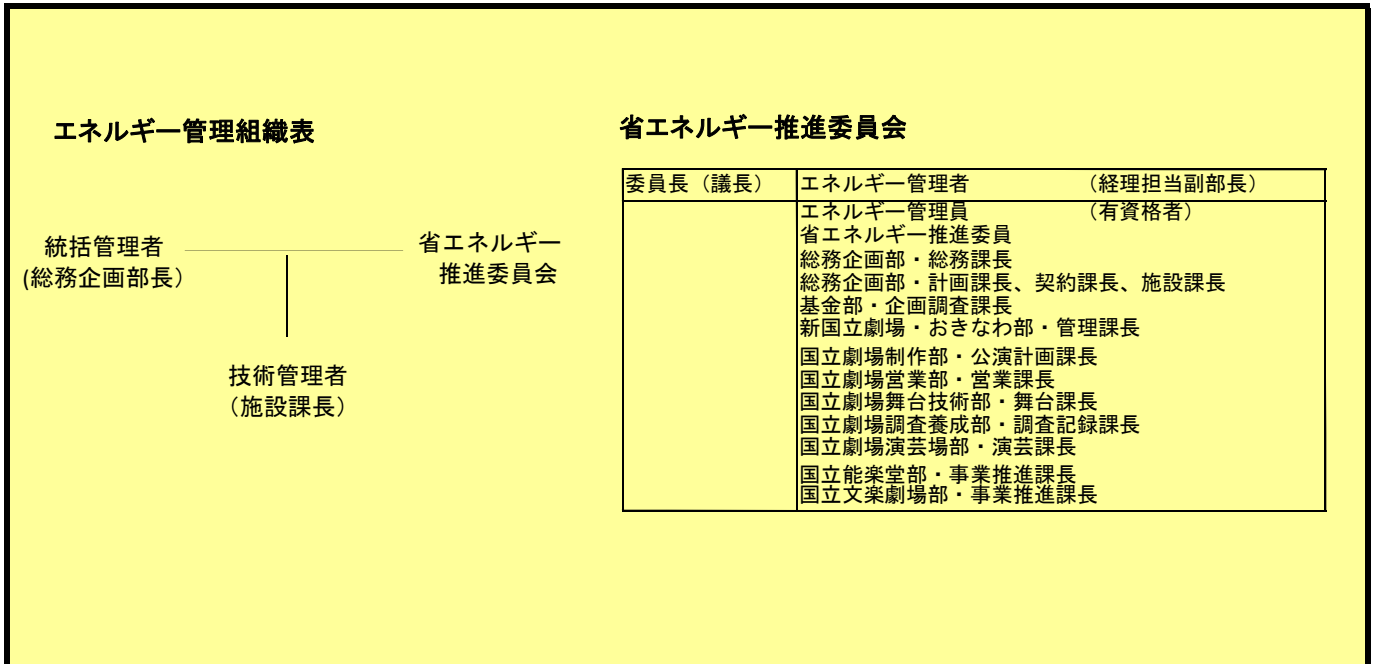 エネルギー管理組織表
統括管理者
(総務企画部長)
省エネルギー
推進委員会
技術管理者
（施設課長）
省エネルギー推進委員会
委員長（議長） エネルギー管理者 （経理担当副部長）
エネルギー管理員 （有資格者）
省エネルギー推進委員
総務企画部・総務課長
総務企画部・計画課長、契約課長、施設課長
基金部・企画調査課長
新国立劇場・おきなわ部・管理課長
国立劇場制作部・公演計画課長
国立劇場営業部・営業課長
国立劇場舞台技術部・舞台課長
国立劇場調査養成部・調査記録課長
国立劇場演芸場部・演芸課長
国立能楽堂部・事業推進課長
国立文楽劇場部・事業推進課長